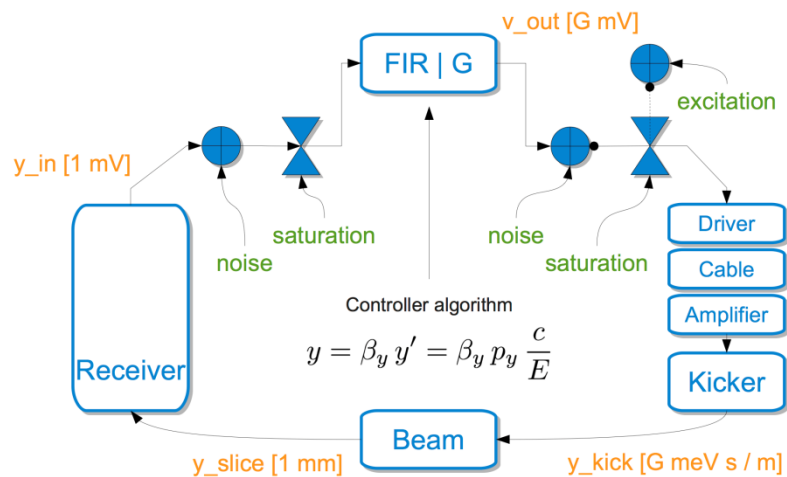 v_out [G mV]
FIR | G
excitation
y_in [1 mV]
saturation
noise
noise
saturation
Driver
Cable
Amplifier
Controller algorithm
y = β_y y′ = β_y p_y c/E
Receiver
Kicker
Beam
y_slice [1 mm]
y_kick [G meV s / m]